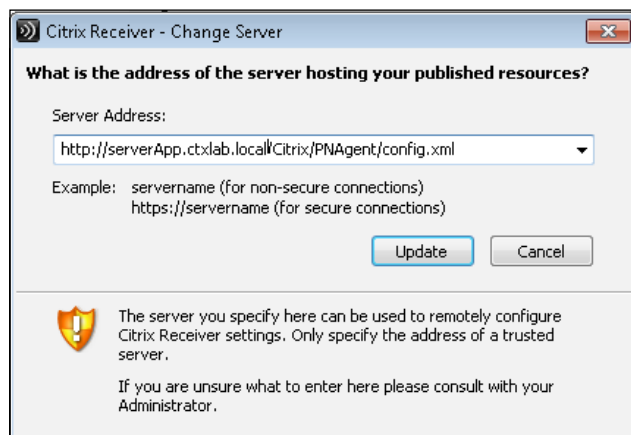 Citrix Receiver - Change Server
What is the address of the server hosting your published resources?
Server Address:
http://serverApp.ctxlab.local/Citrix/PNAgent/config.xml
Example: servername (for non-secure connections)
https://servername (for secure connections)
Update Cancel
The server you specify here can be used to remotely configure
Citrix Receiver settings. Only specify the address of a trusted
server.
If you are unsure what to enter here please consult with your
Administrator.